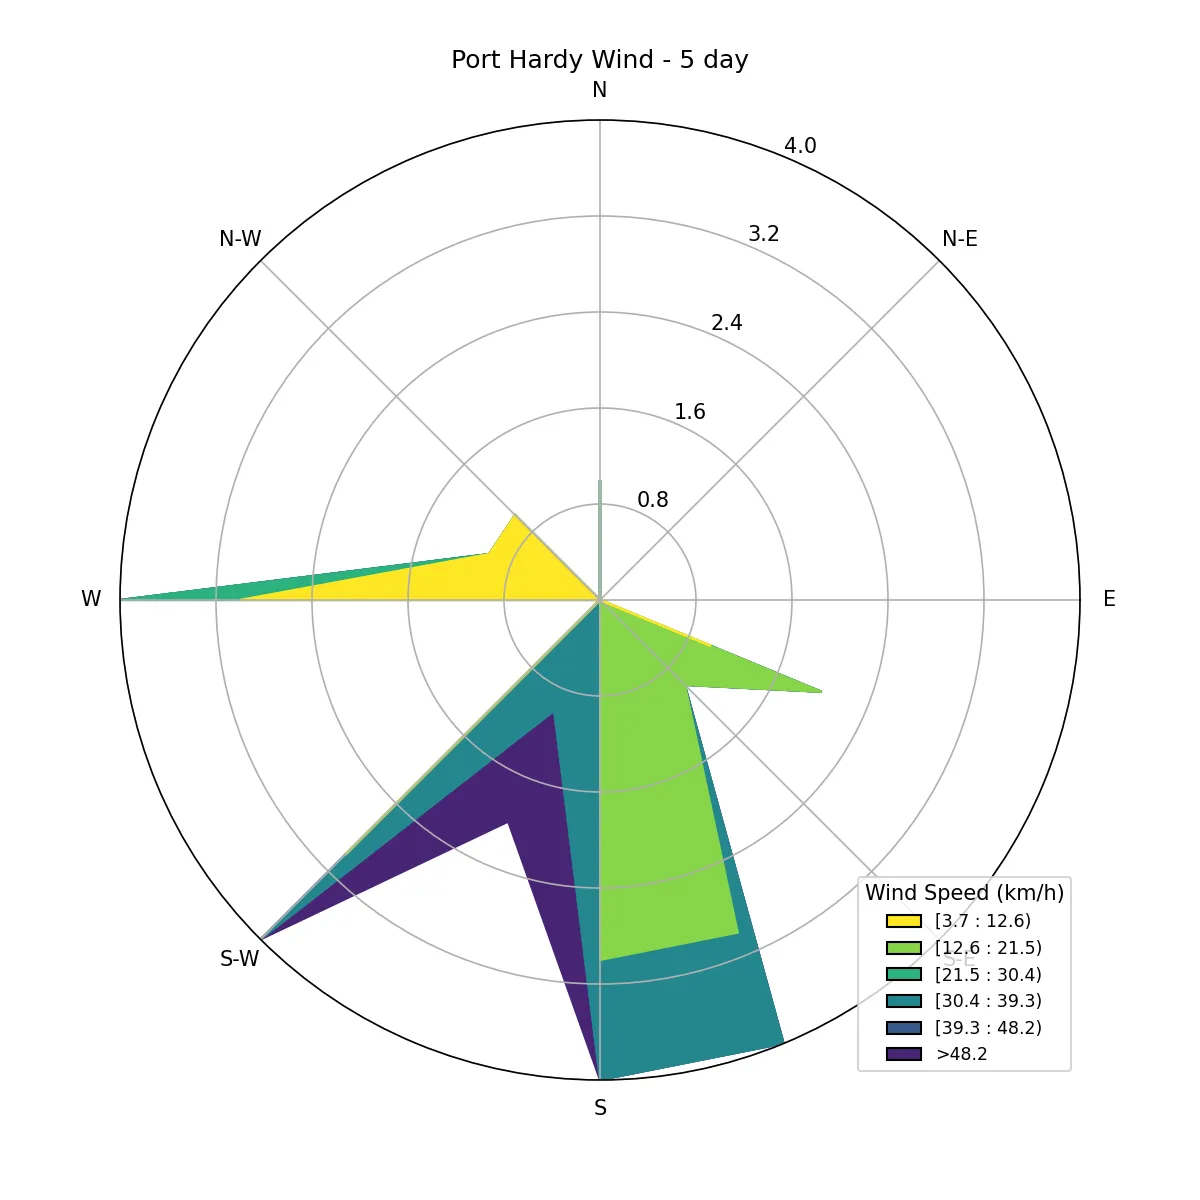 Port Hardy Wind - 5 day
N
4.0
N-W
N-E
3.2
2.4
1.6
0.8
W
E
S-W
S-E
S
Wind Speed (km/h)
[3.7 : 12.6)
[12.6 : 21.5)
[21.5 : 30.4)
[30.4 : 39.3)
[39.3 : 48.2)
>48.2